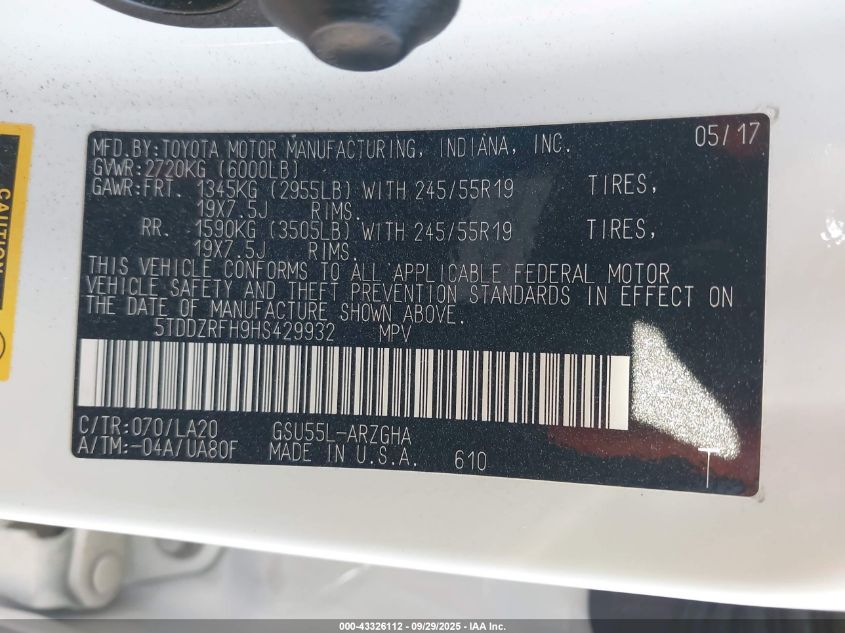 MFD.BY:TOYOTA MOTOR MANUFACTURING, INDIANA, INC. 05/17
GVWR:2720KG (6000LB)
GAWR:FRT. 1345KG (2955LB) WITH 245/55R19 TIRES,
19X7.5J RIMS.
RR. 1590KG (3505LB) WITH 245/55R19 TIRES,
19X7.5J RIMS.
THIS VEHICLE CONFORMS TO ALL APPLICABLE FEDERAL MOTOR
VEHICLE SAFETY AND THEFT PREVENTION STANDARDS IN EFFECT ON
THE DATE OF MANUFACTURE SHOWN ABOVE.
5TDDZRFH9HS429932 MPV
C/TR:070/LA20 GSU55L-ARZGHA
A/TM:-04A/UA80F MADE IN U.S.A. 610
T
CAUTION
000-43326112 - 09/29/2025 - IAA Inc.